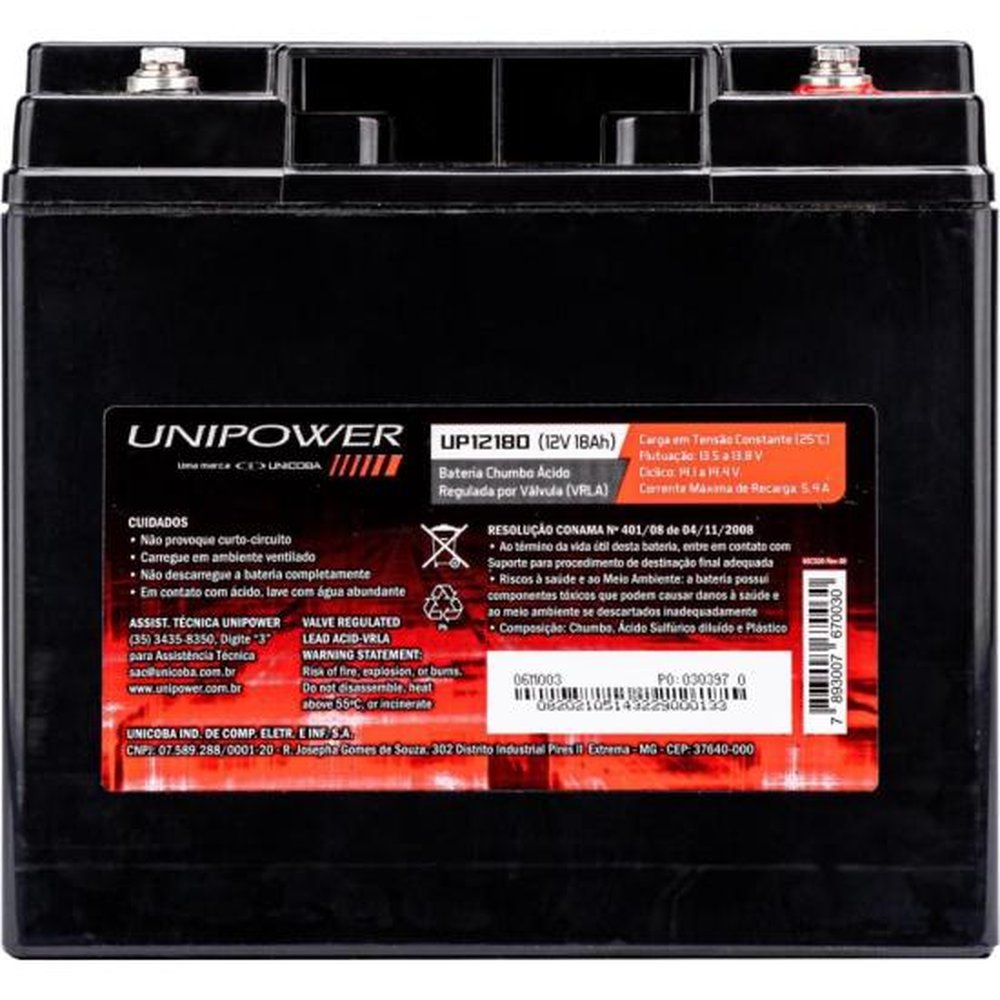 UNIPOWER
Uma marca UNICOBA
UP12180 (12V 18Ah)
Bateria Chumbo Ácido
Regulada por Válvula (VRLA)
Carga em Tensão Constante (25°C)
Flutuação: 13,5 a 13,8 V
Cíclico: 14,1 a 14,4 V.
Corrente Máxima de Recarga: 5,4 A
CUIDADOS
• Não provoque curto-circuito
• Carregue em ambiente ventilado
• Não descarregue a bateria completamente
• Em contato com ácido, lave com água abundante
ASSIST. TÉCNICA UNIPOWER
(35) 3435-8350, Digite "3"
para Assistência Técnica
sac@unicoba.com.br
www.unipower.com.br
VALVE REGULATED
LEAD ACID-VRLA
WARNING STATEMENT:
Risk of fire, explosion, or burns.
Do not disassemble, heat
above 55ºC, or incinerate
Pb
RESOLUÇÃO CONAMA Nº 401/08 de 04/11/2008
• Ao término da vida útil desta bateria, entre em contato com
Suporte para procedimento de destinação final adequada
• Riscos à saúde e ao Meio Ambiente: a bateria possui
componentes tóxicos que podem causar danos à saúde e
ao meio ambiente se descartados inadequadamente
• Composição: Chumbo, Ácido Sulfúrico diluído e Plástico
06M003 PO:030397 0
08202105143229000133
7 893007 670030
UNICOBA IND. DE COMP. ELETR. E INF. S.A.
CNPJ: 07.589.288/0001-20 - R. Josepha Gomes de Souza, 302 Distrito Industrial Pires II Extrema - MG - CEP: 37640-000